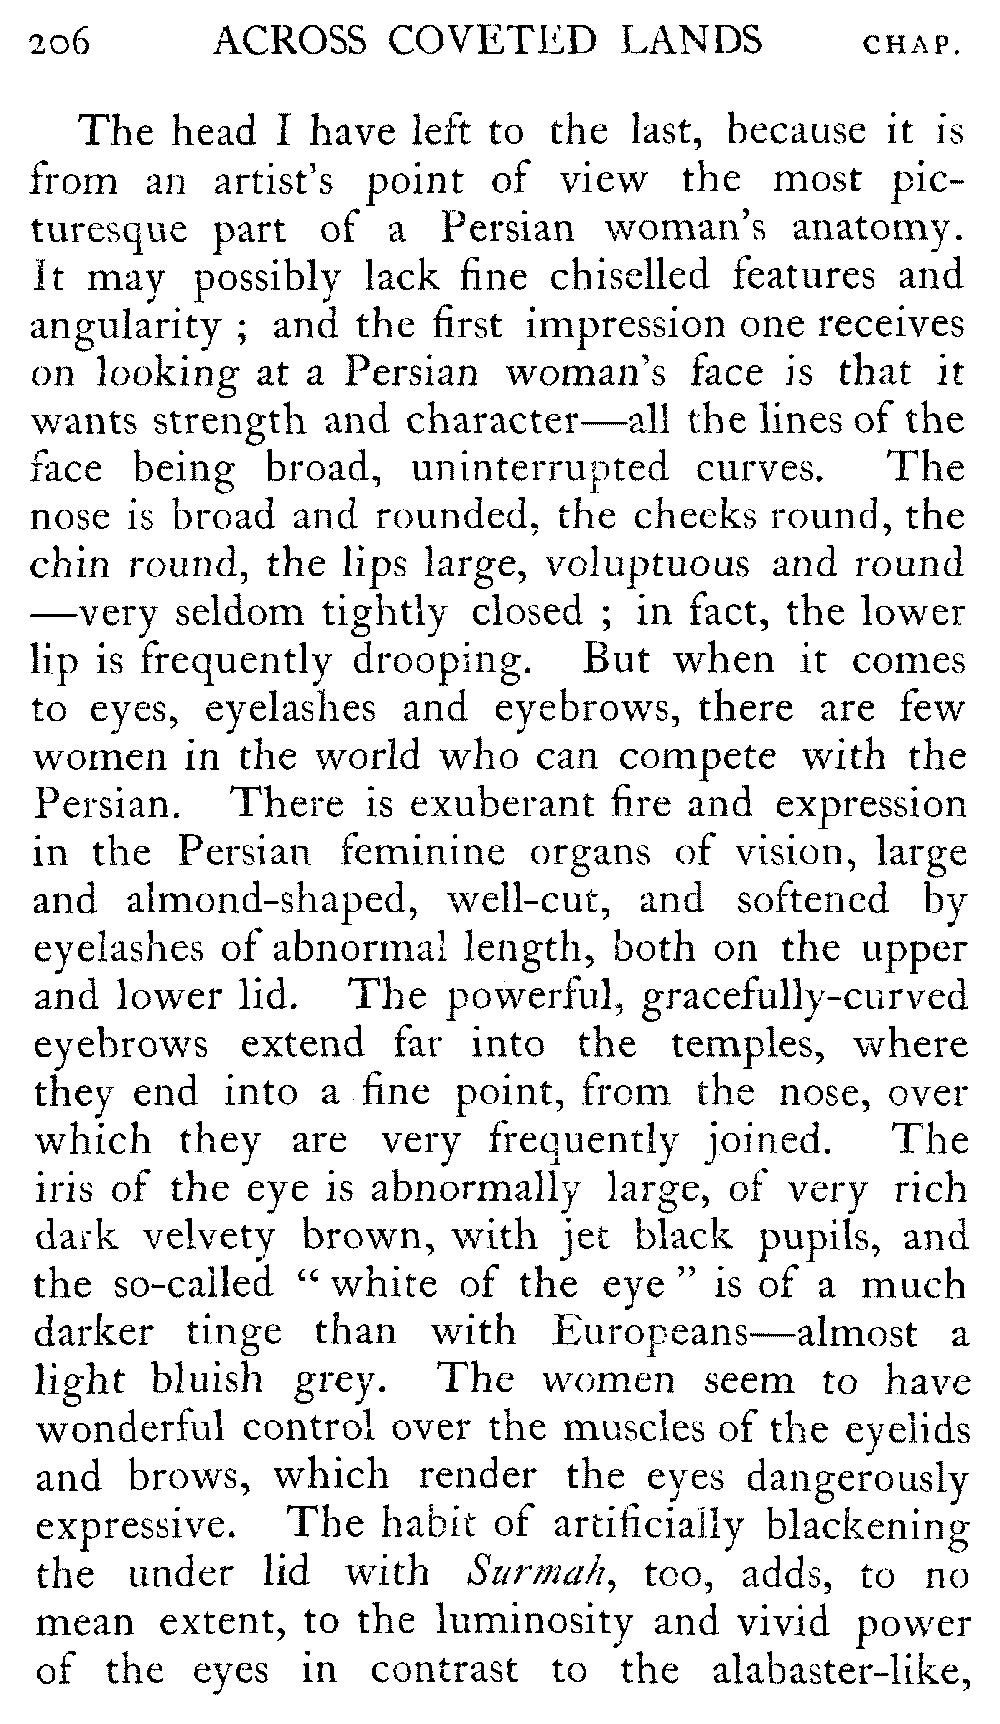 206 ACROSS COVETED LANDS CHAP.
The head I have left to the last, because it is
from an artist's point of view the most pic-
turesque part of a Persian woman's anatomy.
It may possibly lack fine chiselled features and
angularity ; and the first impression one receives
on looking at a Persian woman's face is that it
wants strength and character—all the lines of the
face being broad, uninterrupted curves. The
nose is broad and rounded, the cheeks round, the
chin round, the lips large, voluptuous and round
—very seldom tightly closed ; in fact, the lower
lip is frequently drooping. But when it comes
to eyes, eyelashes and eyebrows, there are few
women in the world who can compete with the
Persian. There is exuberant fire and expression
in the Persian feminine organs of vision, large
and almond-shaped, well-cut, and softened by
eyelashes of abnormal length, both on the upper
and lower lid. The powerful, gracefully-curved
eyebrows extend far into the temples, where
they end into a fine point, from the nose, over
which they are very frequently joined. The
iris of the eye is abnormally large, of very rich
dark velvety brown, with jet black pupils, and
the so-called “ white of the eye ” is of a much
darker tinge than with Europeans—almost a
light bluish grey. The women seem to have
wonderful control over the muscles of the eyelids
and brows, which render the eyes dangerously
expressive. The habit of artificially blackening
the under lid with Surmah, too, adds, to no
mean extent, to the luminosity and vivid power
of the eyes in contrast to the alabaster-like,